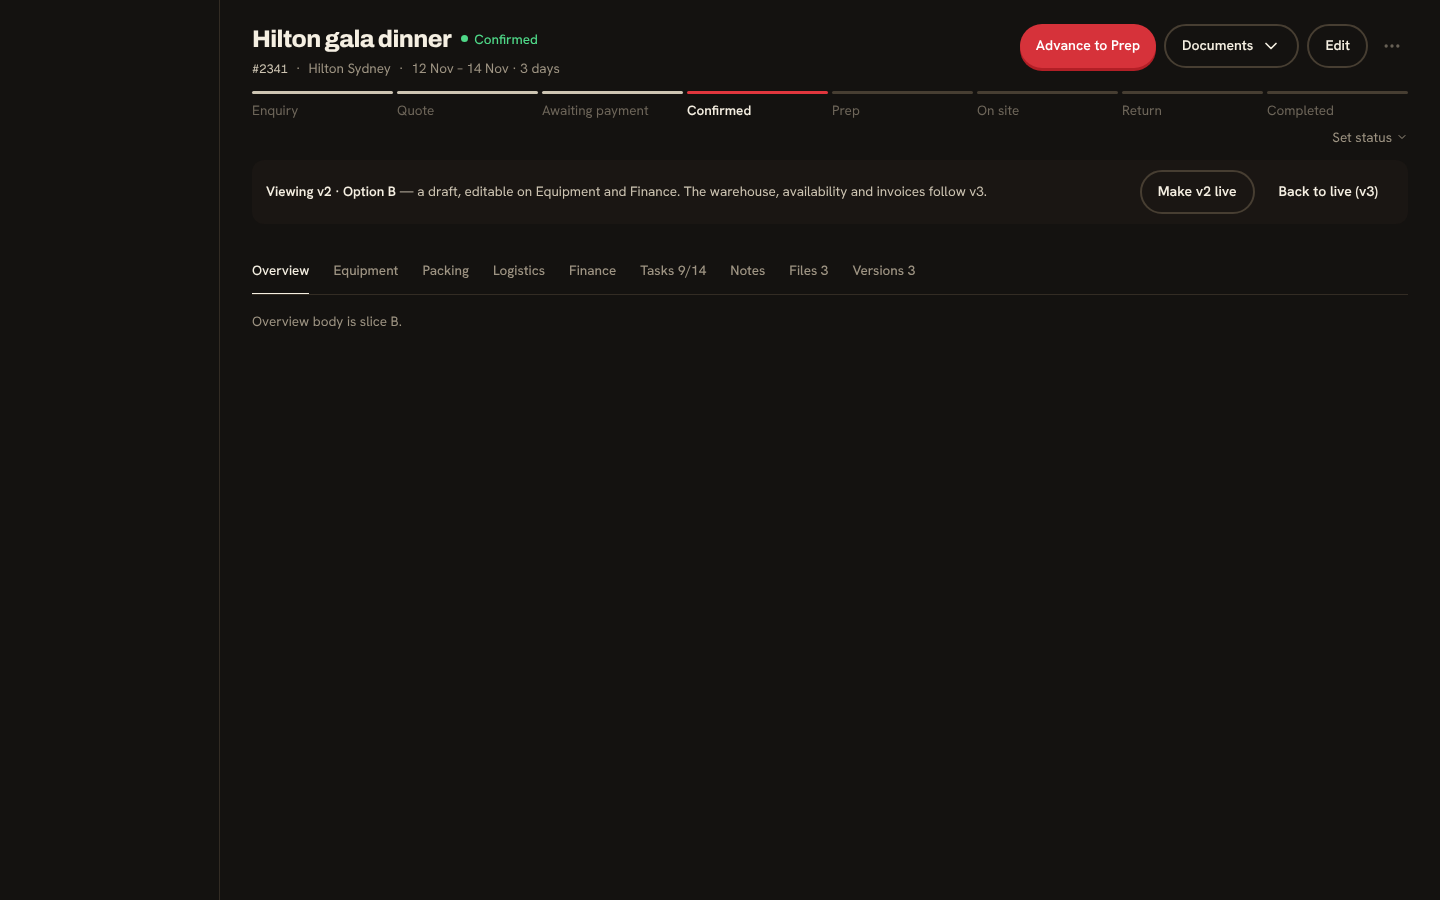 Hilton gala dinner Confirmed
#2341 · Hilton Sydney · 12 Nov – 14 Nov · 3 days
Advance to Prep
Documents
Edit
Enquiry
Quote
Awaiting payment
Confirmed
Prep
On site
Return
Completed
Set status
Viewing v2 · Option B — a draft, editable on Equipment and Finance. The warehouse, availability and invoices follow v3.
Make v2 live
Back to live (v3)
Overview
Equipment
Packing
Logistics
Finance
Tasks 9/14
Notes
Files 3
Versions 3
Overview body is slice B.